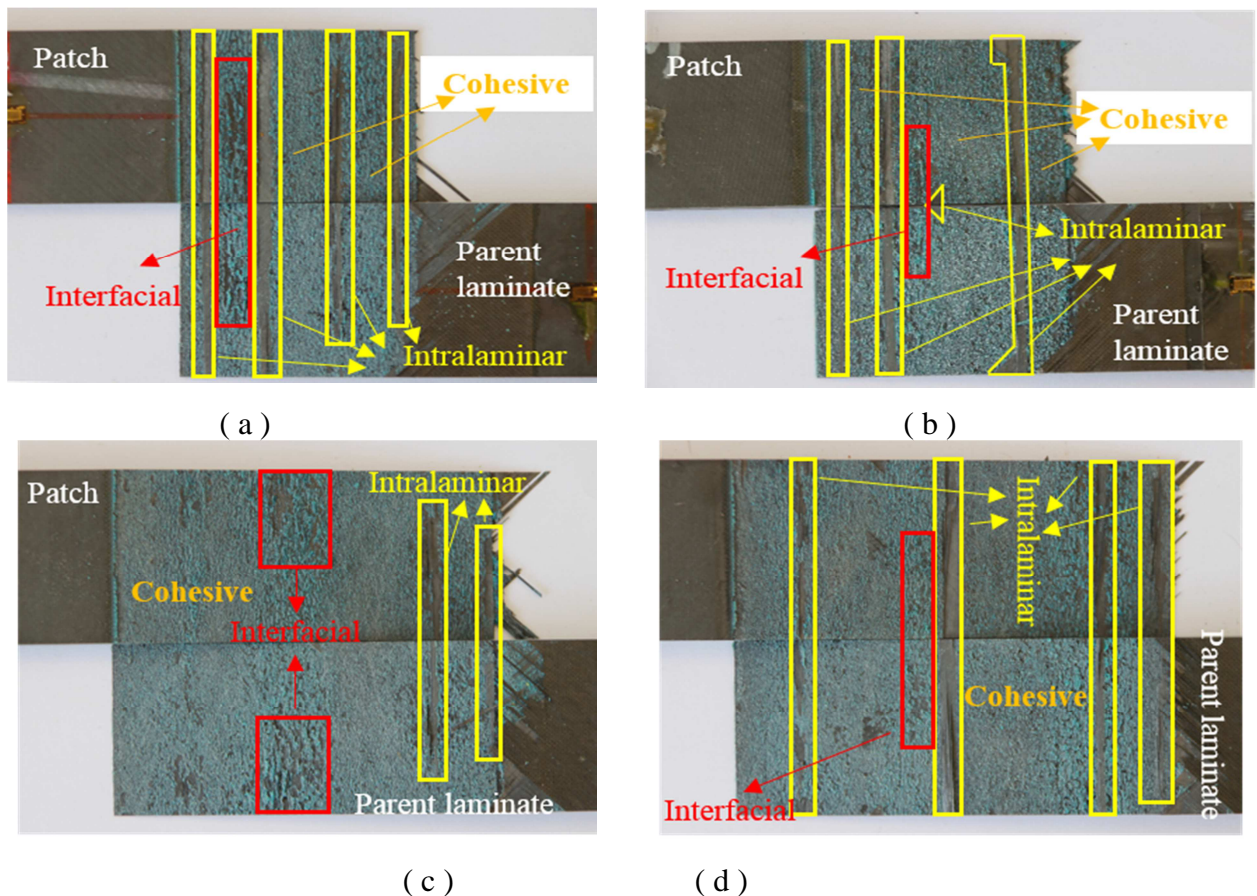 Patch
Cohesive
Interfacial
Parent
laminate
Intralaminar
( a )
Patch
Cohesive
Intralaminar
Interfacial
Parent
laminate
( b )
Patch
Intralaminar
Cohesive
Interfacial
Parent laminate
( c )
Intralaminar
Cohesive
Interfacial
Parent laminate
( d )